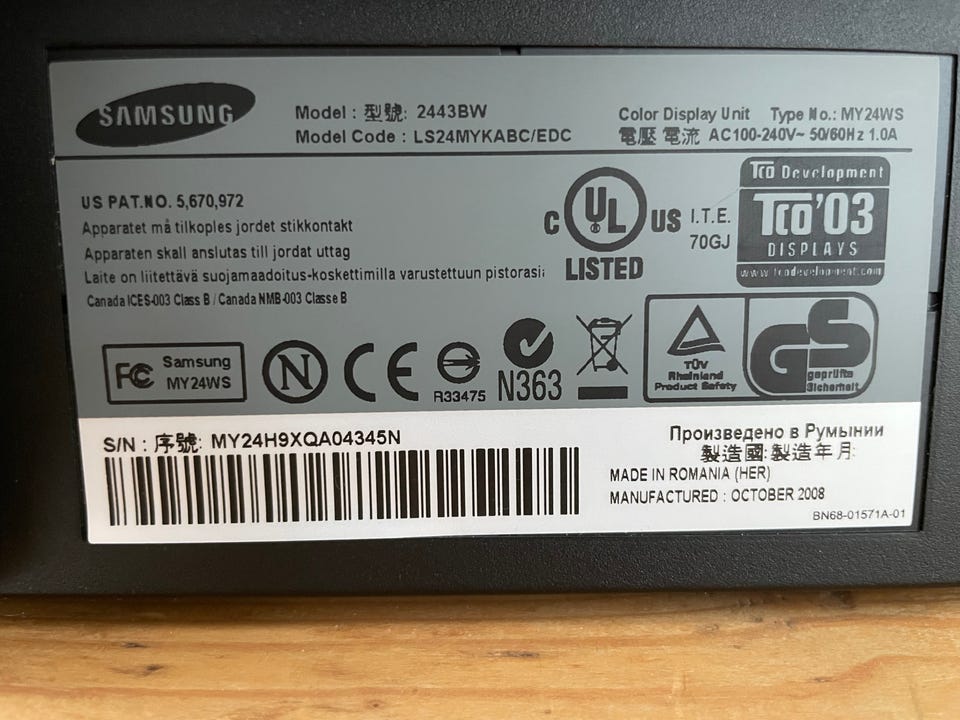 SAMSUNG
Model : 型號: 2443BW
Model Code : LS24MYKABC/EDC
Color Display Unit Type No.: MY24WS
電壓 電流 AC100-240V~ 50/60Hz 1.0A
US PAT.NO. 5,670,972
Apparatet må tilkoples jordet stikkontakt
Apparaten skall anslutas till jordat uttag
Laite on liitettävä suojamaadoitus-koskettimilla varustettuun pistorasii
Canada ICES-003 Class B / Canada NMB-003 Classe B
C UL US
LISTED
I.T.E.
70GJ
TCO Development
TCO'03
DISPLAYS
www.tcodevelopment.com
FC Samsung
MY24WS
N
CE
R33475
N363
TÜV
Rheinland
Product Safety
GS
geprüfte
Sicherheit
S/N : 序號: MY24H9XQA04345N
Произведено в Румынии
製造國: 製造年月:
MADE IN ROMANIA (HER)
MANUFACTURED : OCTOBER 2008
BN68-01571A-01